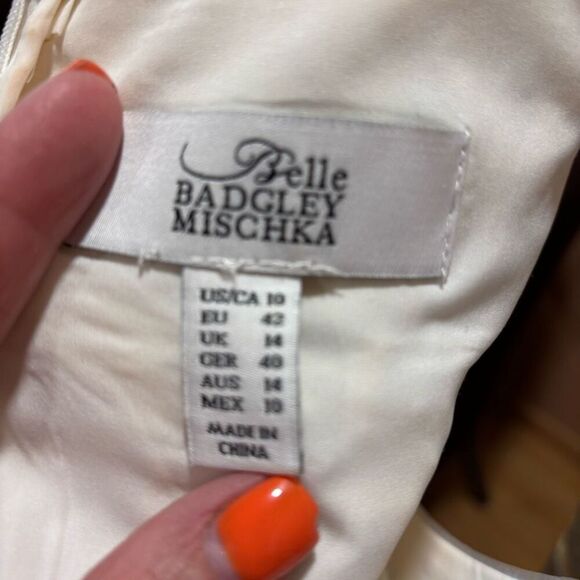 Belle
BADGLEY
MISCHKA
US/CA 10
EU 42
UK 14
GER 40
AUS 14
MEX 10
MADE IN
CHINA